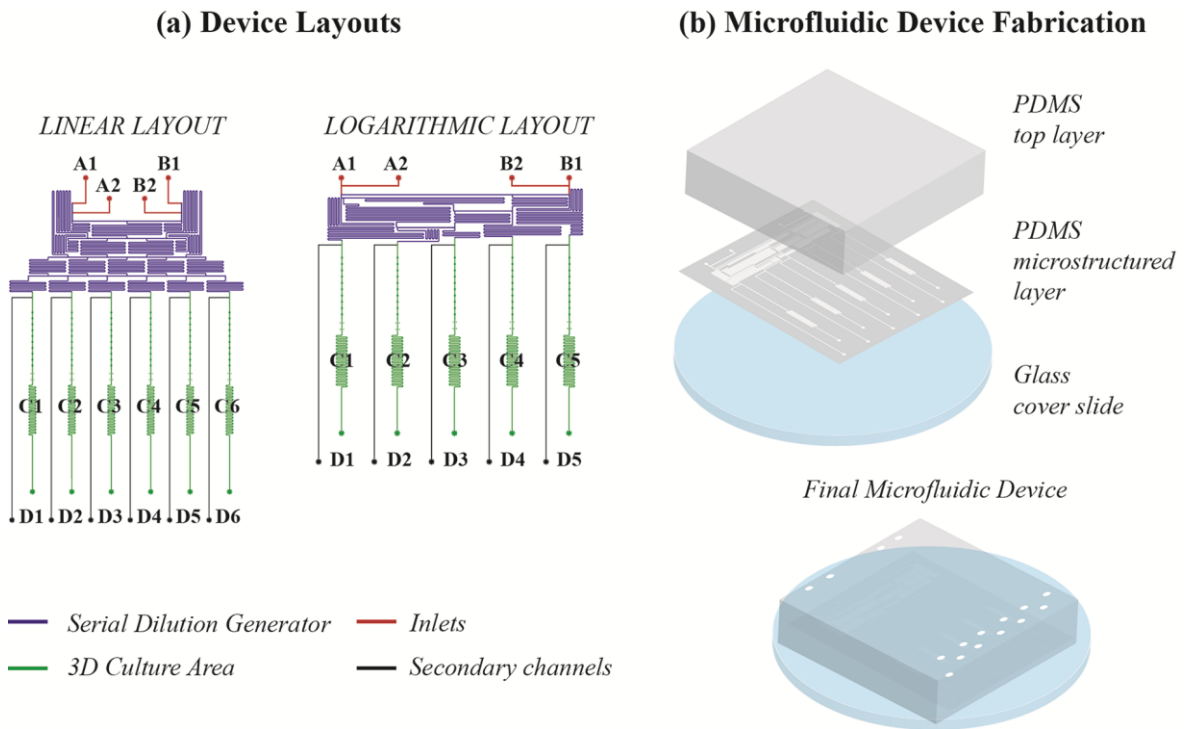 (a) Device Layouts
LINEAR LAYOUT
A1
B1
A2
B2
C1
C2
C3
C4
C5
C6
D1
D2
D3
D4
D5
D6
LOGARITHMIC LAYOUT
A1
A2
B2
B1
C1
C2
C3
C4
C5
D1
D2
D3
D4
D5
Serial Dilution Generator
Inlets
3D Culture Area
Secondary channels
(b) Microfluidic Device Fabrication
PDMS
top layer
PDMS
microstructured
layer
Glass
cover slide
Final Microfluidic Device